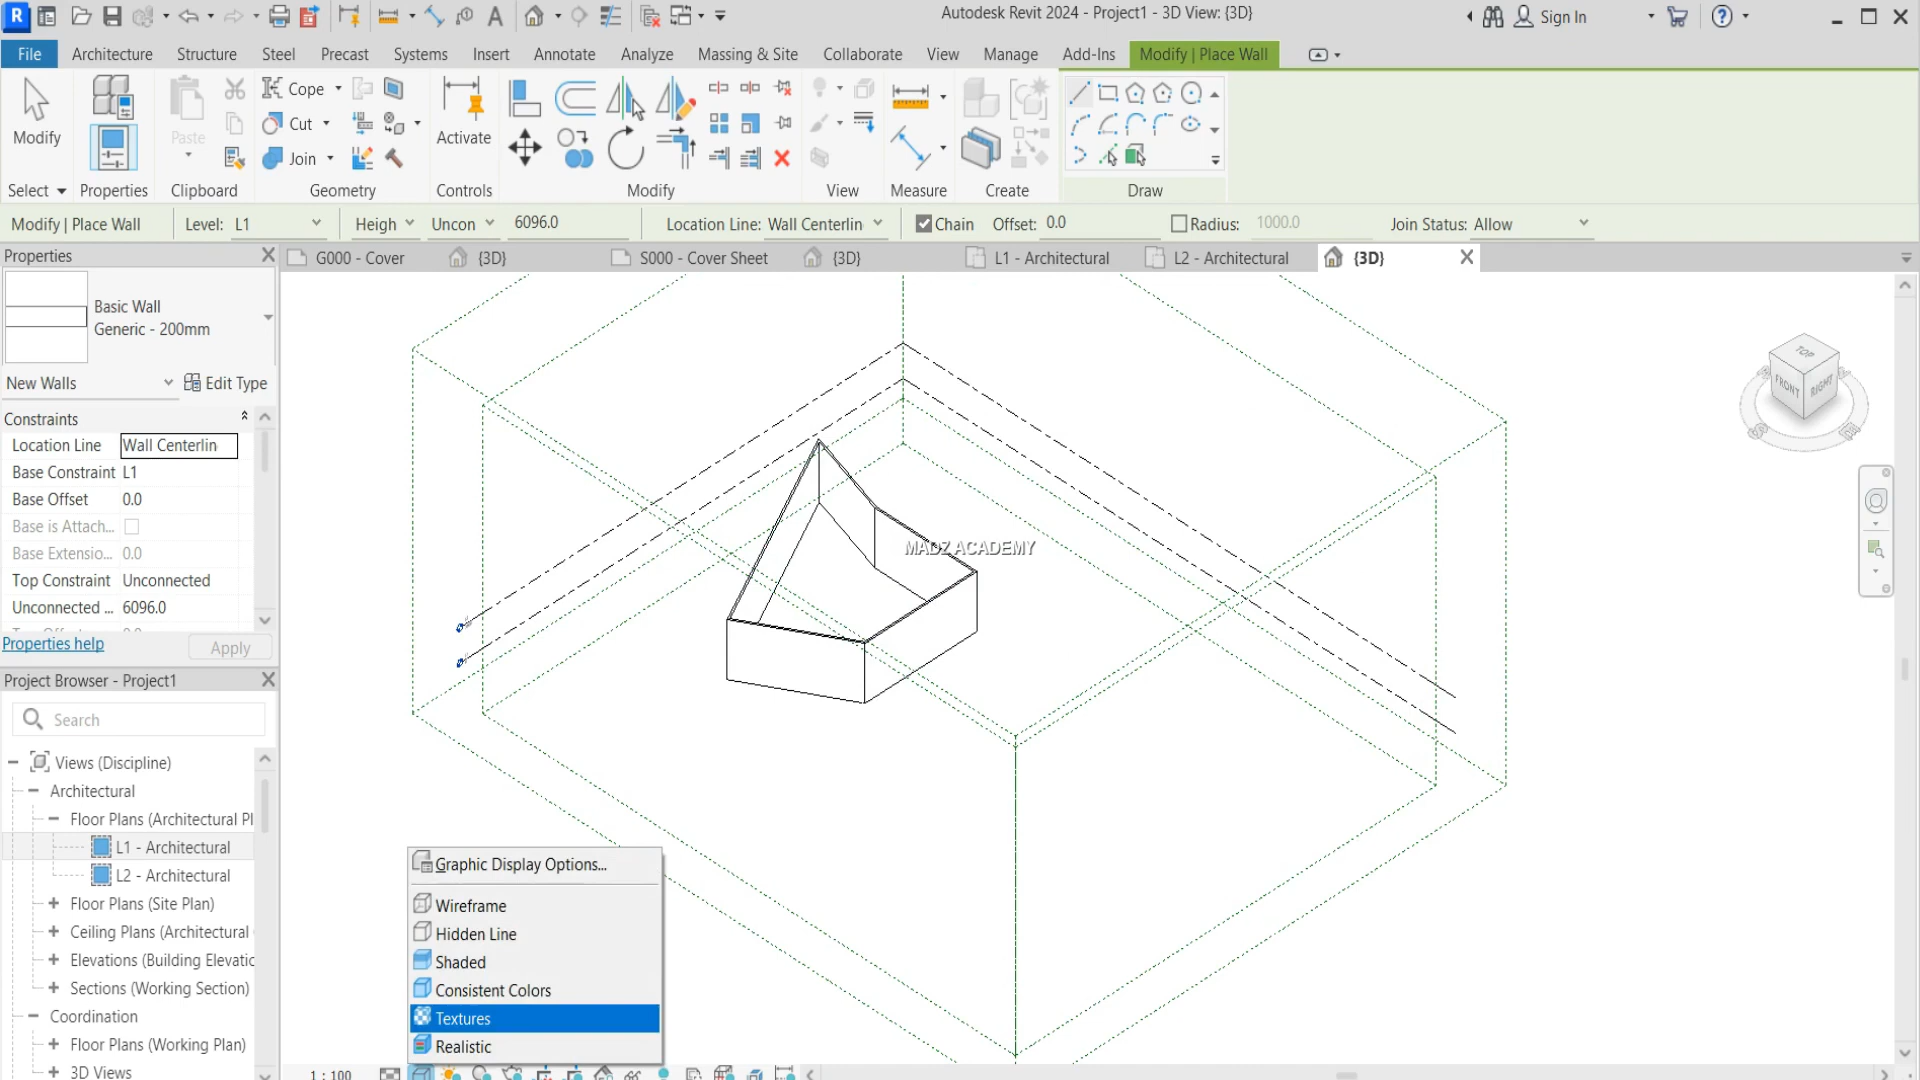 Autodesk Revit 2024 - Project1 - 3D View: {3D}
Sign In
File
Architecture
Structure
Steel
Precast
Systems
Insert
Annotate
Analyze
Massing & Site
Collaborate
View
Manage
Add-Ins
Modify | Place Wall
Modify
Paste
Cope
Cut
Join
Activate
Select
Properties
Clipboard
Geometry
Controls
Modify
View
Measure
Create
Draw
Modify | Place Wall
Level: L1
Heigh
Uncon
6096.0
Location Line: Wall Centerlin
Chain
Offset: 0.0
Radius: 1000.0
Join Status: Allow
Properties
G000 - Cover
{3D}
S000 - Cover Sheet
{3D}
L1 - Architectural
L2 - Architectural
{3D}
Basic Wall
Generic - 200mm
New Walls
Edit Type
Constraints
Location Line Wall Centerlin
Base Constraint L1
Base Offset 0.0
Base is Attach...
Base Extensio... 0.0
Top Constraint Unconnected
Unconnected ... 6096.0
Properties help
Apply
Project Browser - Project1
Search
Views (Discipline)
Architectural
Floor Plans (Architectural Pl
L1 - Architectural
L2 - Architectural
Floor Plans (Site Plan)
Ceiling Plans (Architectural
Elevations (Building Elevatio
Sections (Working Section)
Coordination
Floor Plans (Working Plan)
3D Views
MADZ ACADEMY
TOP
FRONT
RIGHT
Graphic Display Options...
Wireframe
Hidden Line
Shaded
Consistent Colors
Textures
Realistic
1 : 100